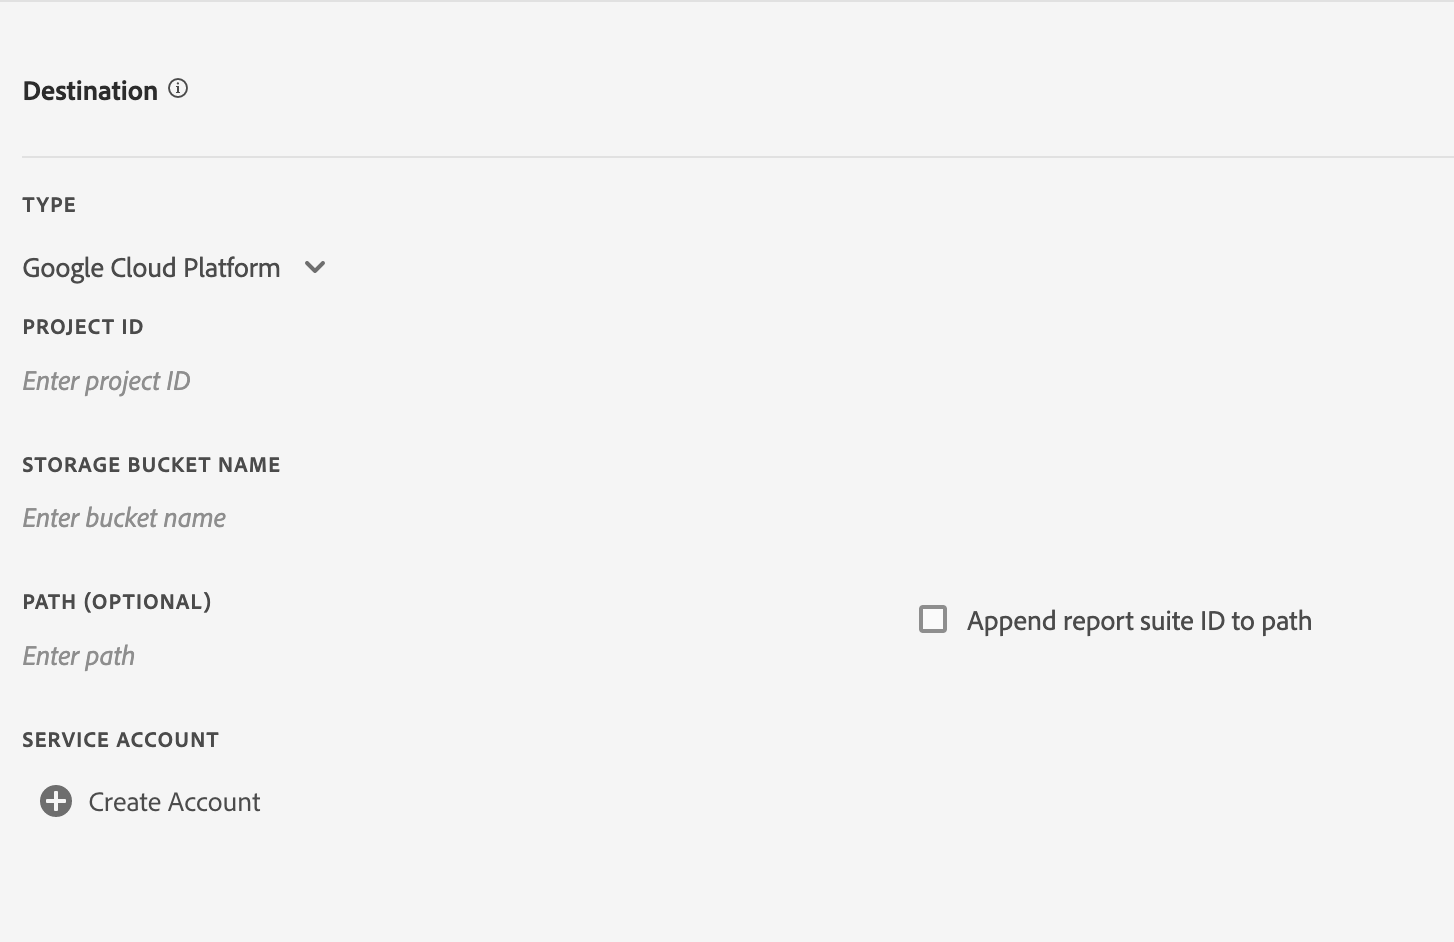 Destination
TYPE
Google Cloud Platform
PROJECT ID
Enter project ID
STORAGE BUCKET NAME
Enter bucket name
PATH (OPTIONAL)
Append report suite ID to path
Enter path
SERVICE ACCOUNT
Create Account